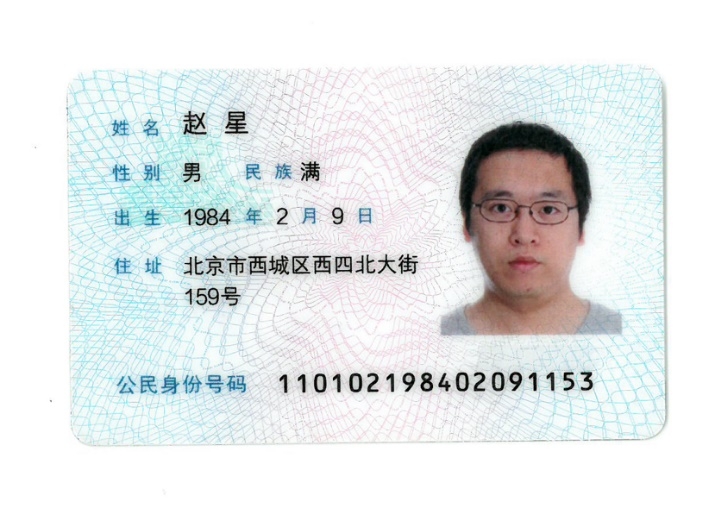 姓名 赵星
性别 男 民族 满
出生 1984 年 2 月 9 日
住址 北京市西城区西四北大街
159号
公民身份号码 110102198402091153